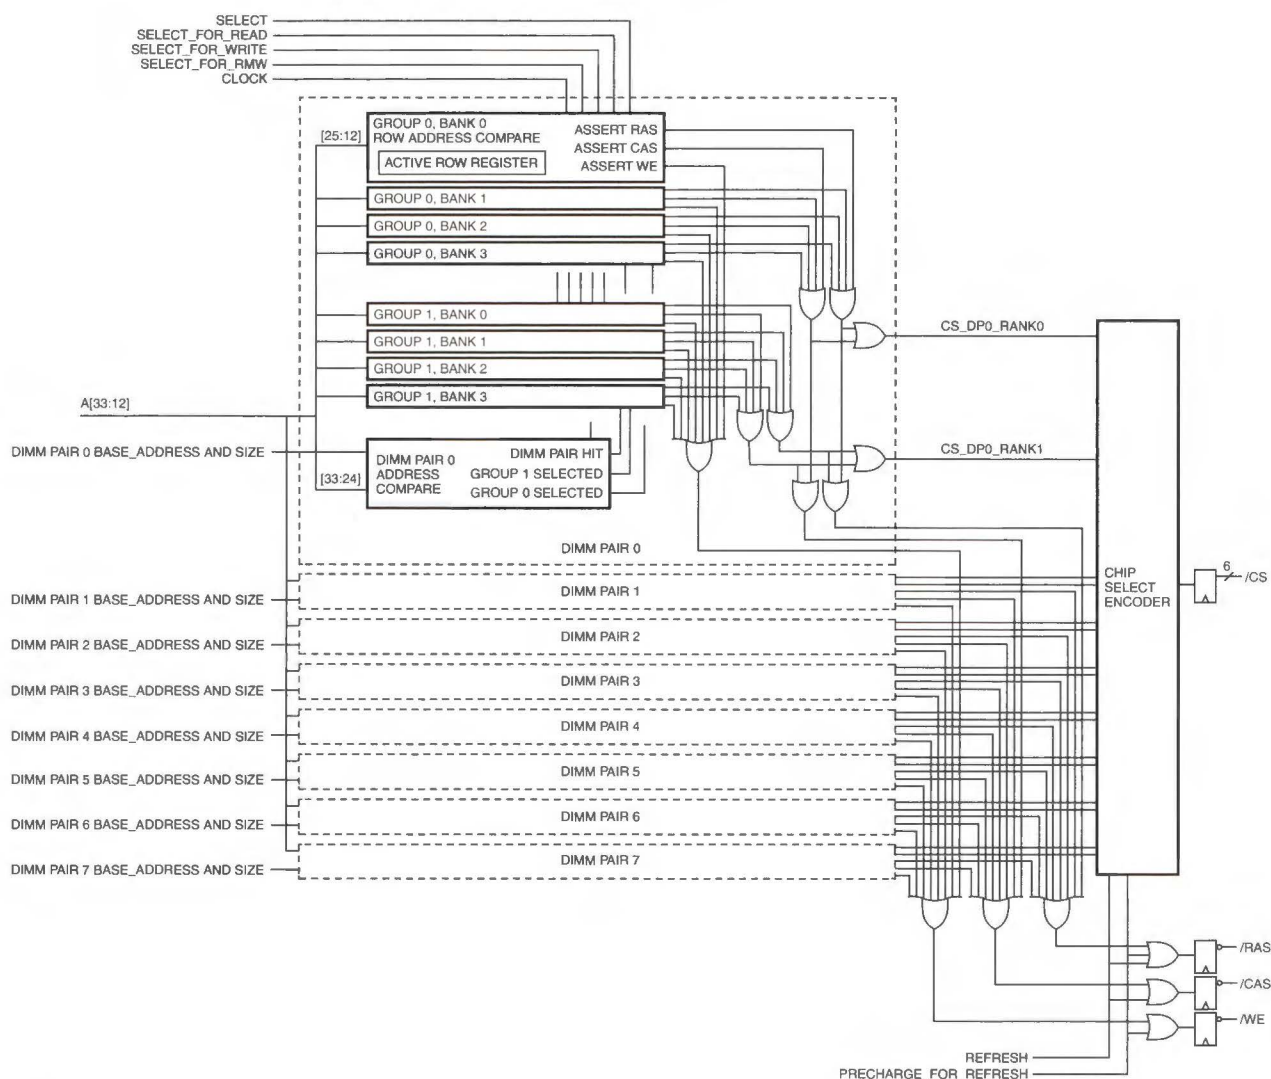 SELECT
SELECT_FOR_READ
SELECT_FOR_WRITE
SELECT_FOR_RMW
CLOCK
[25:12]
GROUP 0, BANK 0
ROW ADDRESS COMPARE
ACTIVE ROW REGISTER
ASSERT RAS
ASSERT CAS
ASSERT WE
GROUP 0, BANK 1
GROUP 0, BANK 2
GROUP 0, BANK 3
GROUP 1, BANK 0
GROUP 1, BANK 1
GROUP 1, BANK 2
GROUP 1, BANK 3
CS_DP0_RANK0
A[33:12]
DIMM PAIR 0 BASE_ADDRESS AND SIZE
[33:24]
DIMM PAIR 0
ADDRESS
COMPARE
DIMM PAIR HIT
GROUP 1 SELECTED
GROUP 0 SELECTED
CS_DP0_RANK1
DIMM PAIR 0
CHIP
SELECT
ENCODER
6
/CS
DIMM PAIR 1 BASE_ADDRESS AND SIZE
DIMM PAIR 1
DIMM PAIR 2 BASE_ADDRESS AND SIZE
DIMM PAIR 2
DIMM PAIR 3 BASE_ADDRESS AND SIZE
DIMM PAIR 3
DIMM PAIR 4 BASE_ADDRESS AND SIZE
DIMM PAIR 4
DIMM PAIR 5 BASE_ADDRESS AND SIZE
DIMM PAIR 5
DIMM PAIR 6 BASE_ADDRESS AND SIZE
DIMM PAIR 6
DIMM PAIR 7 BASE_ADDRESS AND SIZE
DIMM PAIR 7
/RAS
/CAS
/WE
REFRESH
PRECHARGE_FOR_REFRESH